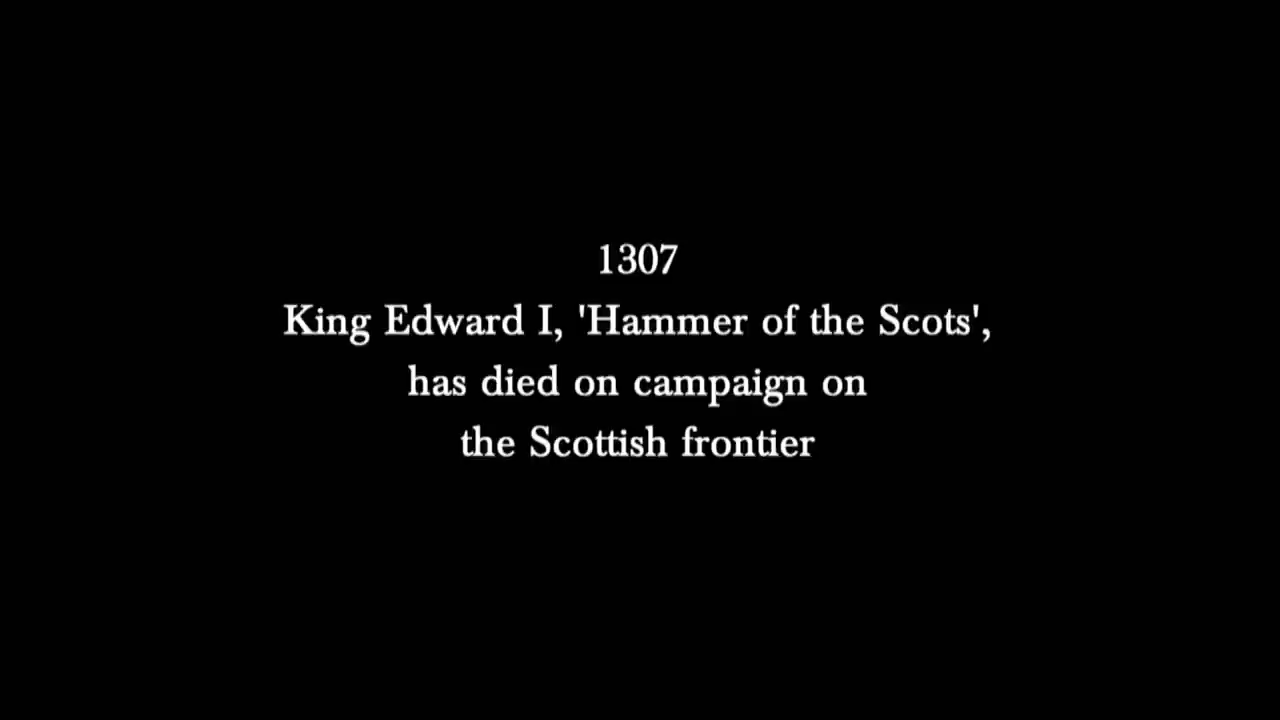 1307
King Edward I, 'Hammer of the Scots',
has died on campaign on
the Scottish frontier